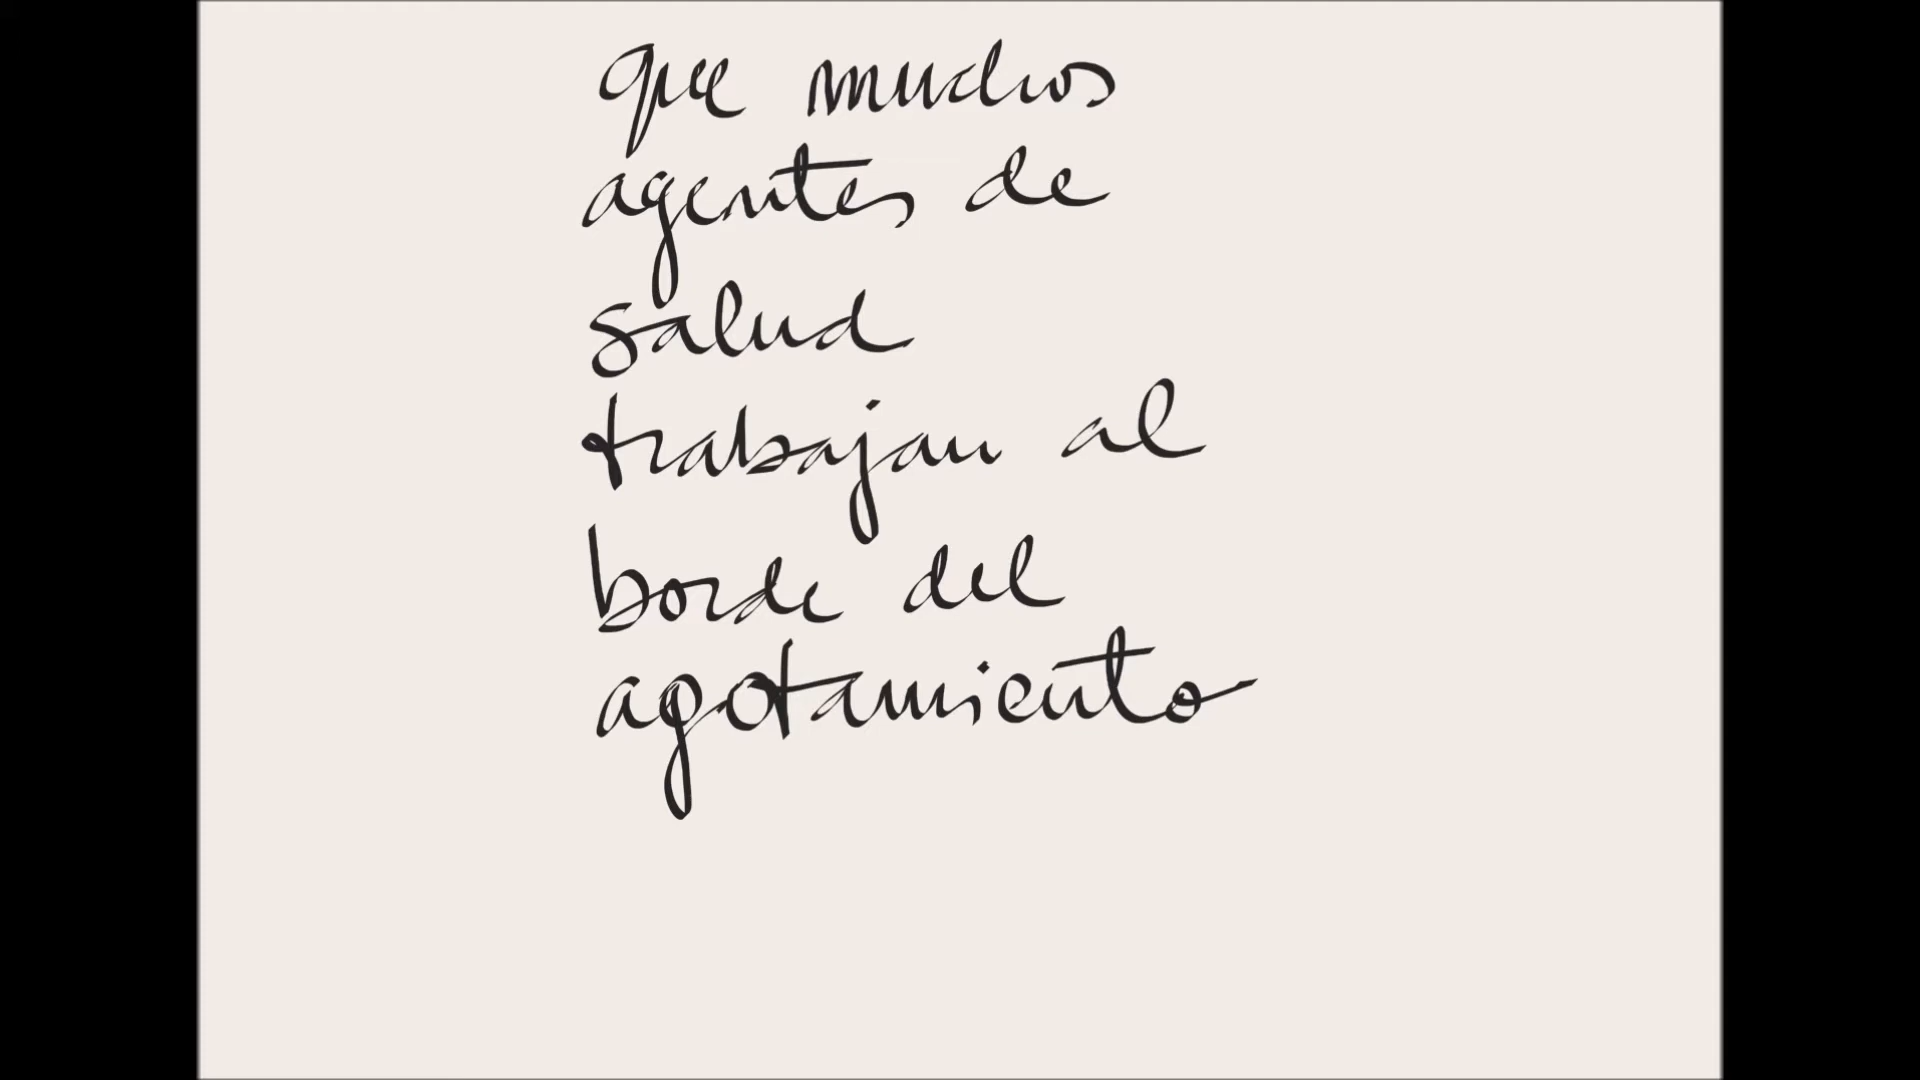 que muchos
agentes de
salud
trabajan al
borde del
agotamiento